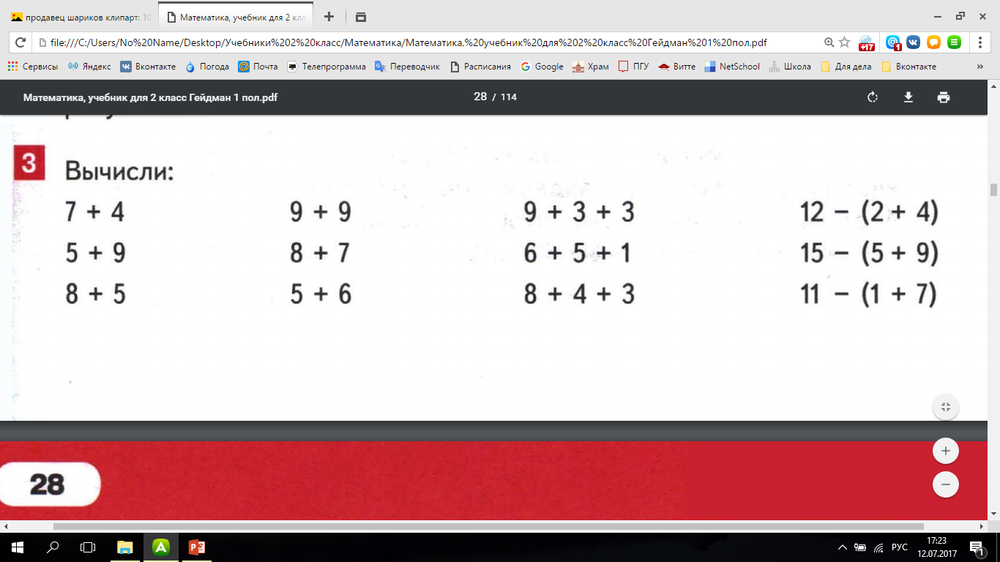 продавец шариков клипарт: 10
Математика, учебник для 2 кла
file:///C:/Users/No%20Name/Desktop/Учебники%202%20класс/Математика/Математика,%20учебник%20для%202%20класс%20Гейдман%201%20пол.pdf
+17
1
Сервисы Яндекс Вконтакте Погода Почта Телепрограмма Переводчик Расписания Google Храм ПГУ Витте NetSchool Школа Для дела Вконтакте »
Математика, учебник для 2 класс Гейдман 1 пол.pdf 28 / 114
3 Вычисли:
7 + 4 9 + 9 9 + 3 + 3 12 − (2 + 4)
5 + 9 8 + 7 6 + 5 + 1 15 − (5 + 9)
8 + 5 5 + 6 8 + 4 + 3 11 − (1 + 7)
28
РУС
17:23
12.07.2017
1